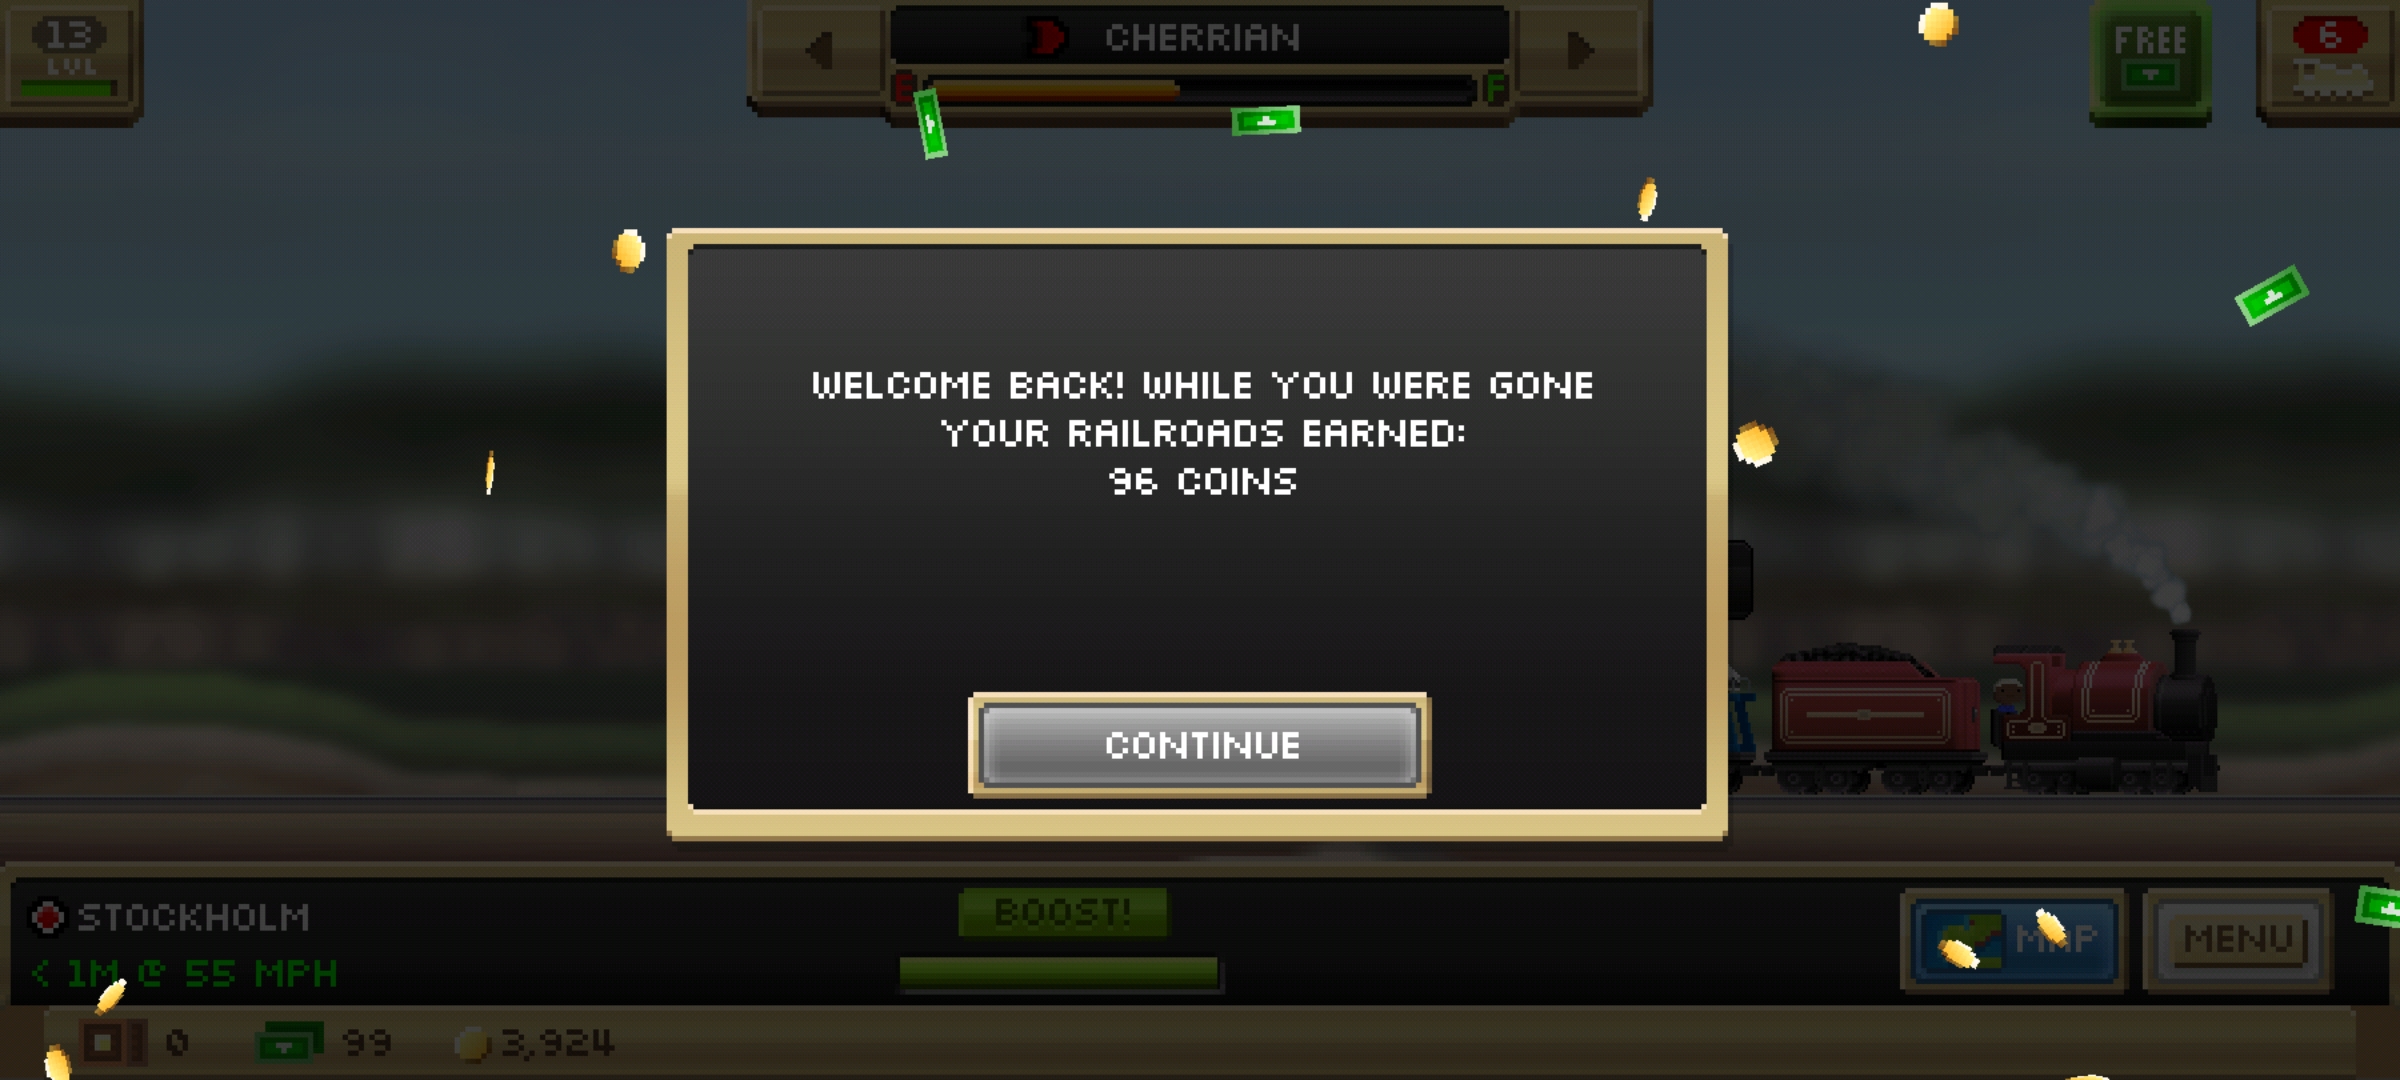 13
LVL
CHERRIAN
E
F
FREE
6
WELCOME BACK! WHILE YOU WERE GONE
YOUR RAILROADS EARNED:
96 COINS
CONTINUE
STOCKHOLM
< 1M @ 55 MPH
BOOST!
MAP
MENU
0
99
3,924